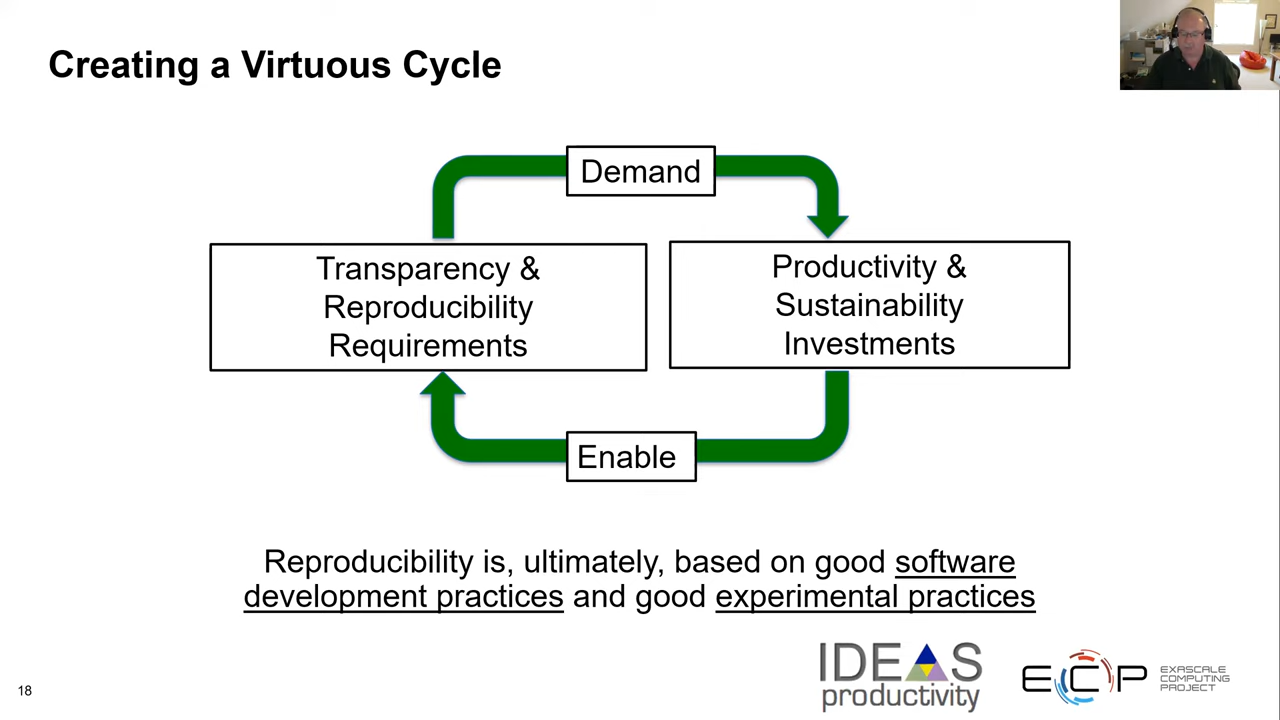 Creating a Virtuous Cycle
Demand
Transparency &
Reproducibility
Requirements
Productivity &
Sustainability
Investments
Enable
Reproducibility is, ultimately, based on good software
development practices and good experimental practices
IDEAS
productivity
ECP
EXASCALE
COMPUTING
PROJECT
18